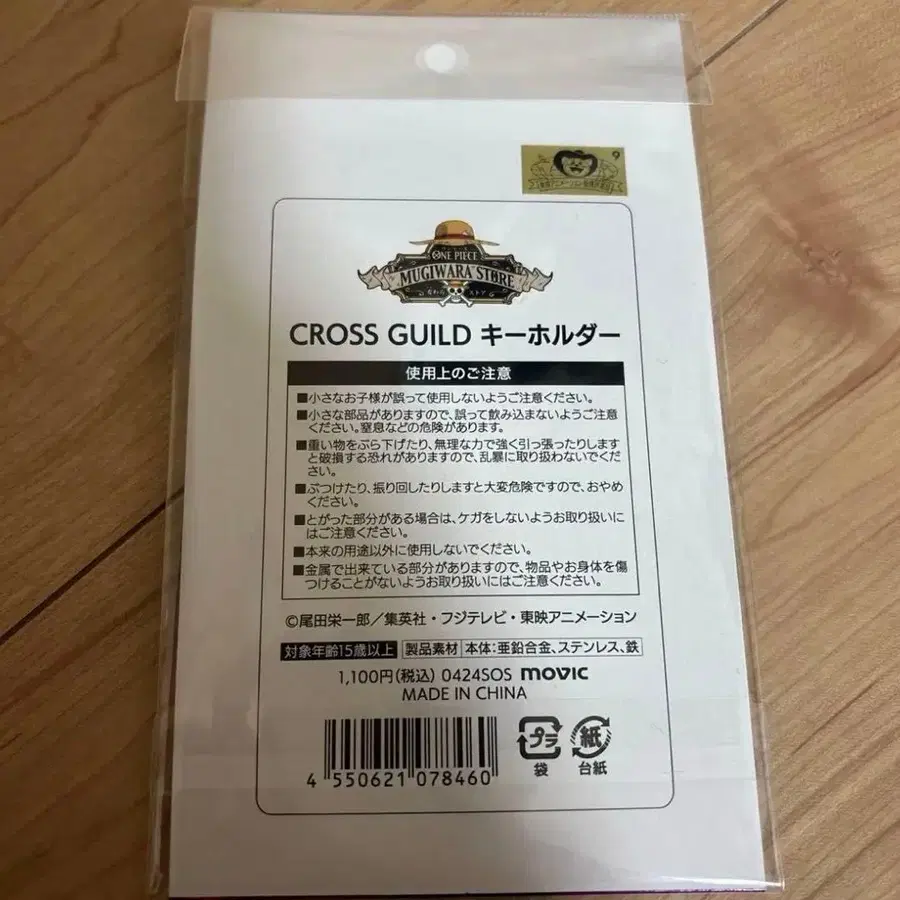 9
東映アニメーション
ONE PIECE
MUGIWARA STORE
麦わら ストア
CROSS GUILD キーホルダー
使用上のご注意
■小さなお子様が誤って使用しないようご注意ください。
■小さな部品がありますので、誤って飲み込まないようご注意
ください。窒息などの危険があります。
■重い物をぶら下げたり、無理な力で強く引っ張ったりします
と破損する恐れがありますので、乱暴に取り扱わないでくだ
さい。
■ぶつけたり、振り回したりしますと大変危険ですので、おやめ
ください。
■とがった部分がある場合は、ケガをしないようお取り扱いに
はご注意ください。
■本来の用途以外に使用しないでください。
■金属で出来ている部分がありますので、物品やお身体を傷
つけることがないようお取り扱いにはご注意ください。
©尾田栄一郎／集英社・フジテレビ・東映アニメーション
対象年齢15歳以上 製品素材 本体:亜鉛合金、ステンレス、鉄
1,100円(税込) 0424SOS movic
MADE IN CHINA
4 550621 078460
プラ 紙
袋 台紙